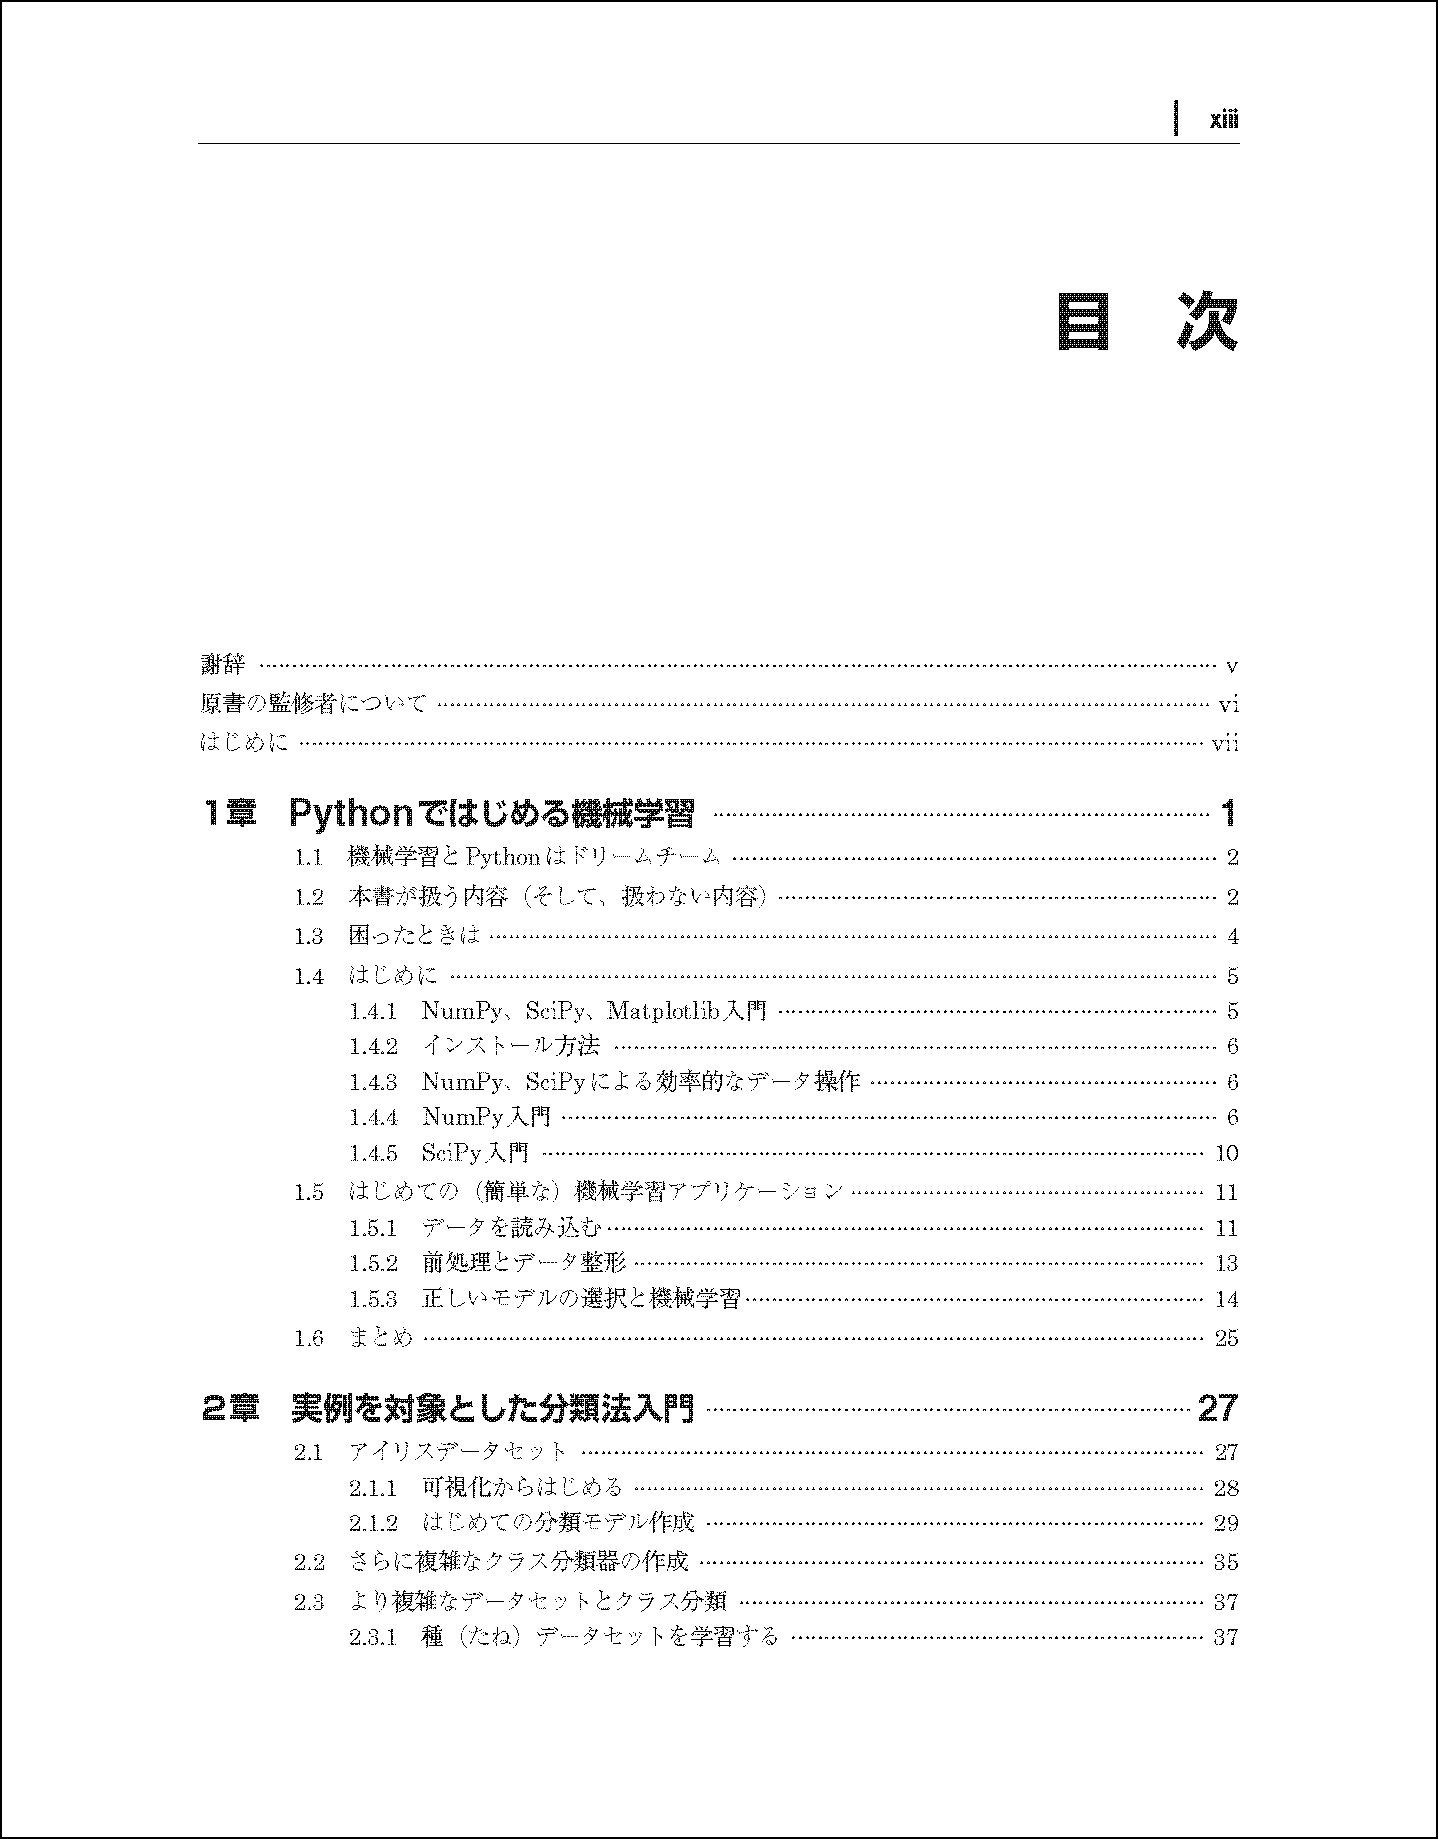 xiii
目 次
謝辞 …… v
原書の監修者について …… vi
はじめに …… vii
1章 Pythonではじめる機械学習 …… 1
1.1 機械学習とPythonはドリームチーム …… 2
1.2 本書が扱う内容（そして、扱わない内容） …… 2
1.3 困ったときは …… 4
1.4 はじめに …… 5
1.4.1 NumPy、SciPy、Matplotlib入門 …… 5
1.4.2 インストール方法 …… 6
1.4.3 NumPy、SciPyによる効率的なデータ操作 …… 6
1.4.4 NumPy入門 …… 6
1.4.5 SciPy入門 …… 10
1.5 はじめての（簡単な）機械学習アプリケーション …… 11
1.5.1 データを読み込む …… 11
1.5.2 前処理とデータ整形 …… 13
1.5.3 正しいモデルの選択と機械学習 …… 14
1.6 まとめ …… 25
2章 実例を対象とした分類法入門 …… 27
2.1 アイリスデータセット …… 27
2.1.1 可視化からはじめる …… 28
2.1.2 はじめての分類モデル作成 …… 29
2.2 さらに複雑なクラス分類器の作成 …… 35
2.3 より複雑なデータセットとクラス分類 …… 37
2.3.1 種（たね）データセットを学習する …… 37